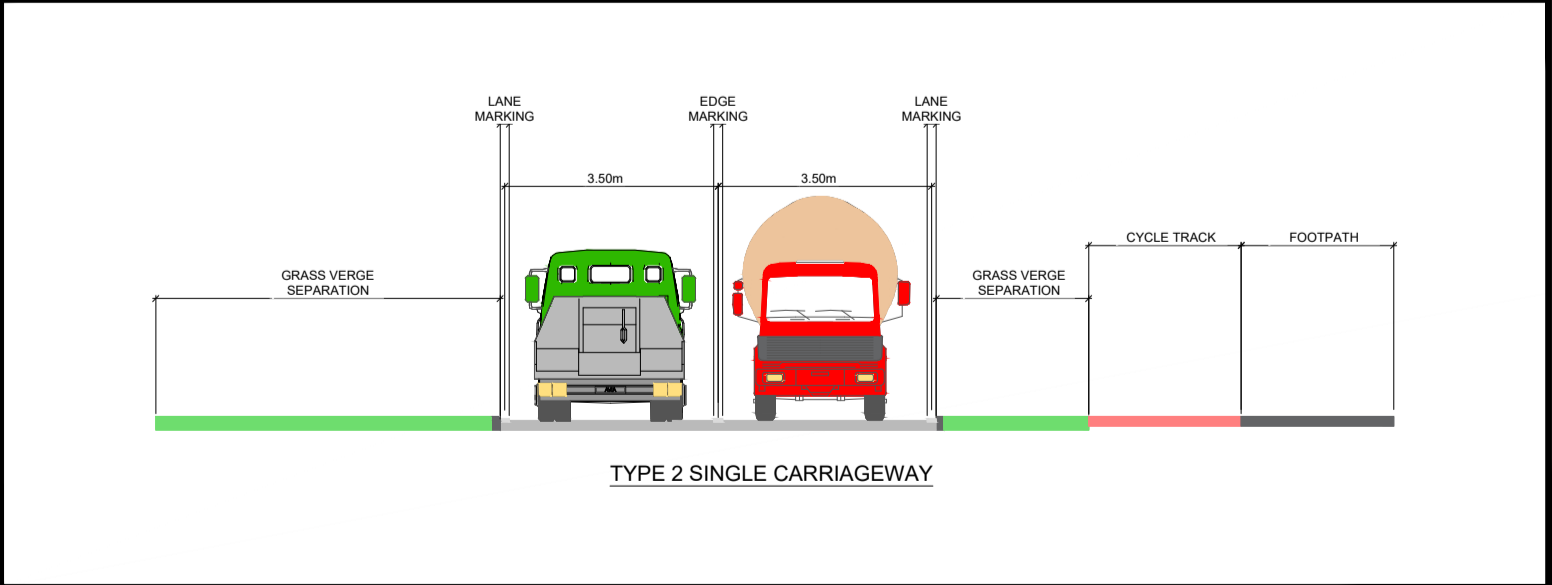 LANE
MARKING
EDGE
MARKING
LANE
MARKING
3.50m
3.50m
CYCLE TRACK
FOOTPATH
GRASS VERGE
SEPARATION
GRASS VERGE
SEPARATION
TYPE 2 SINGLE CARRIAGEWAY